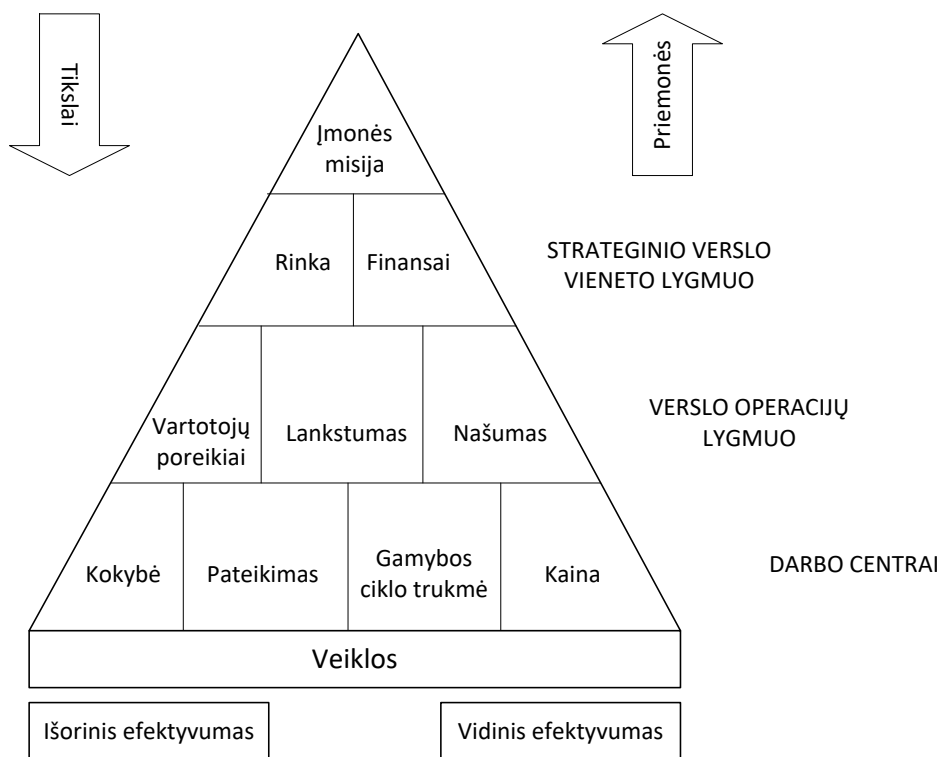 Tikslai
Priemonės
Įmonės
misija
Rinka
Finansai
STRATEGINIO VERSLO
VIENETO LYGMUO
Vartotojų
poreikiai
Lankstumas
Našumas
VERSLO OPERACIJŲ
LYGMUO
Kokybė
Pateikimas
Gamybos
ciklo trukmė
Kaina
DARBO CENTRAI
Veiklos
Išorinis efektyvumas
Vidinis efektyvumas